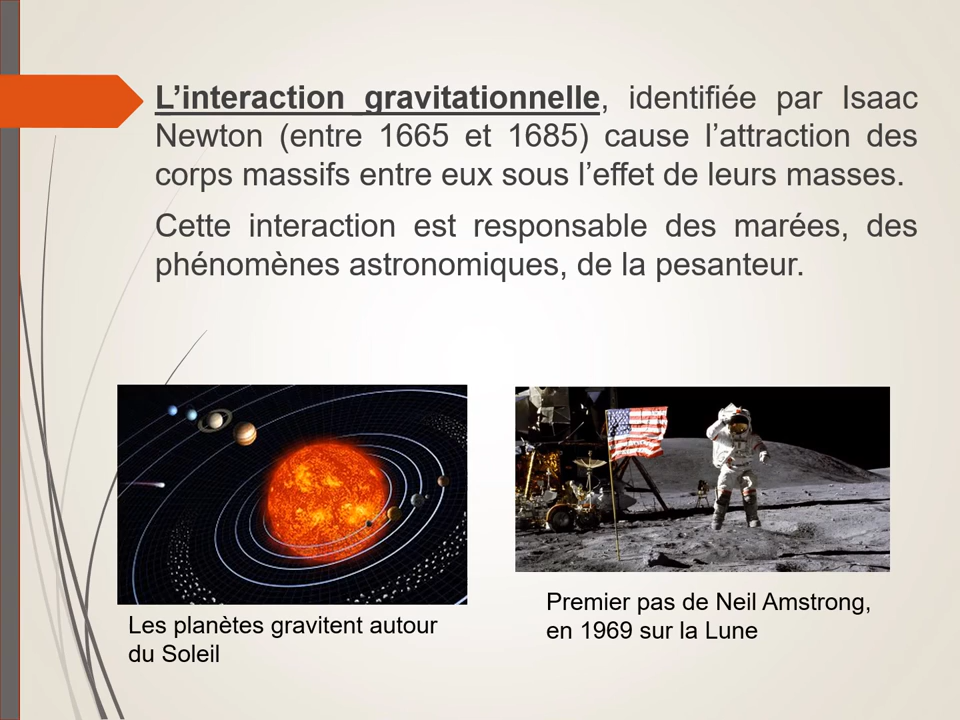 L’interaction gravitationnelle, identifiée par Isaac
Newton (entre 1665 et 1685) cause l’attraction des
corps massifs entre eux sous l’effet de leurs masses.
Cette interaction est responsable des marées, des
phénomènes astronomiques, de la pesanteur.
Les planètes gravitent autour
du Soleil
Premier pas de Neil Amstrong,
en 1969 sur la Lune